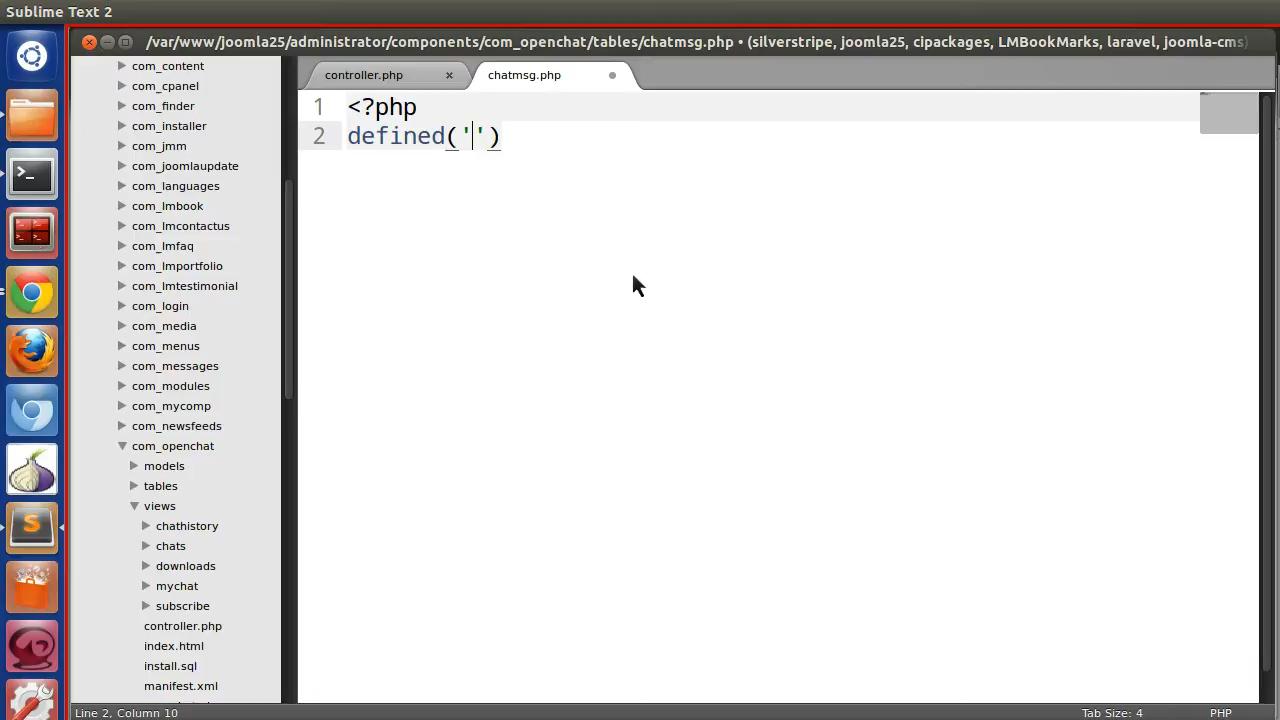 Sublime Text 2
/var/www/joomla25/administrator/components/com_openchat/tables/chatmsg.php • (silverstripe, joomla25, cipackages, LMBookMarks, laravel, joomla-cms)
com_content
com_cpanel
com_finder
com_installer
com_jmm
com_joomlaupdate
com_languages
com_lmbook
com_lmcontactus
com_lmfaq
com_lmportfolio
com_lmtestimonial
com_login
com_media
com_menus
com_messages
com_modules
com_mycomp
com_newsfeeds
com_openchat
models
tables
views
chathistory
chats
downloads
mychat
subscribe
controller.php
index.html
install.sql
manifest.xml
controller.php
chatmsg.php
1 <?php
2 defined('')
Line 2, Column 10
Tab Size: 4
PHP